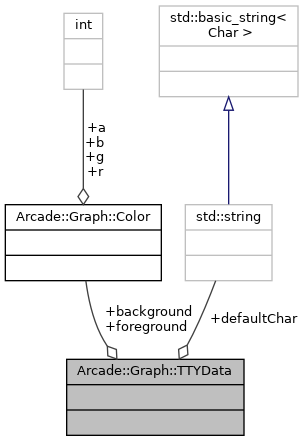 int
std::basic_string<
Char >
+a
+b
+g
+r
Arcade::Graph::Color
std::string
+background
+foreground
+defaultChar
Arcade::Graph::TTYData